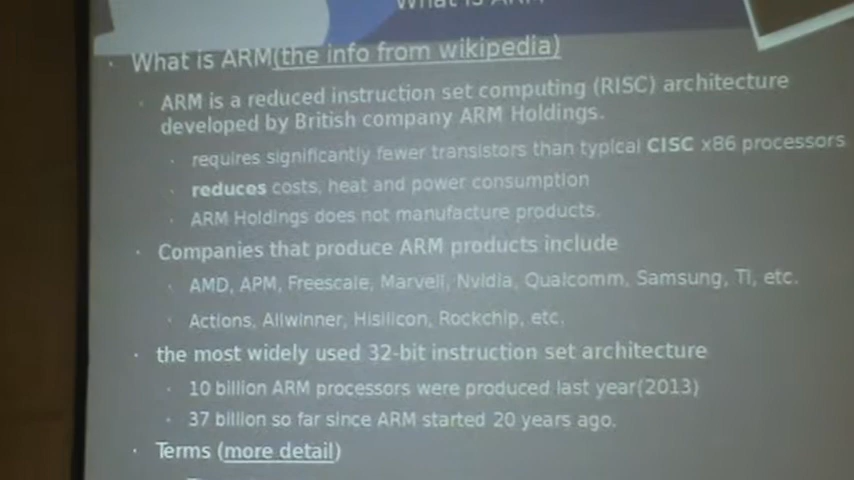 What is ARM
What is ARM(the info from wikipedia)
ARM is a reduced instruction set computing (RISC) architecture
developed by British company ARM Holdings.
requires significantly fewer transistors than typical CISC x86 processors
reduces costs, heat and power consumption
ARM Holdings does not manufacture products.
Companies that produce ARM products include
AMD, APM, Freescale, Marvell, Nvidia, Qualcomm, Samsung, TI, etc.
Actions, Allwinner, Hisilicon, Rockchip, etc.
the most widely used 32-bit instruction set architecture
10 billion ARM processors were produced last year(2013)
37 billion so far since ARM started 20 years ago.
Terms (more detail)